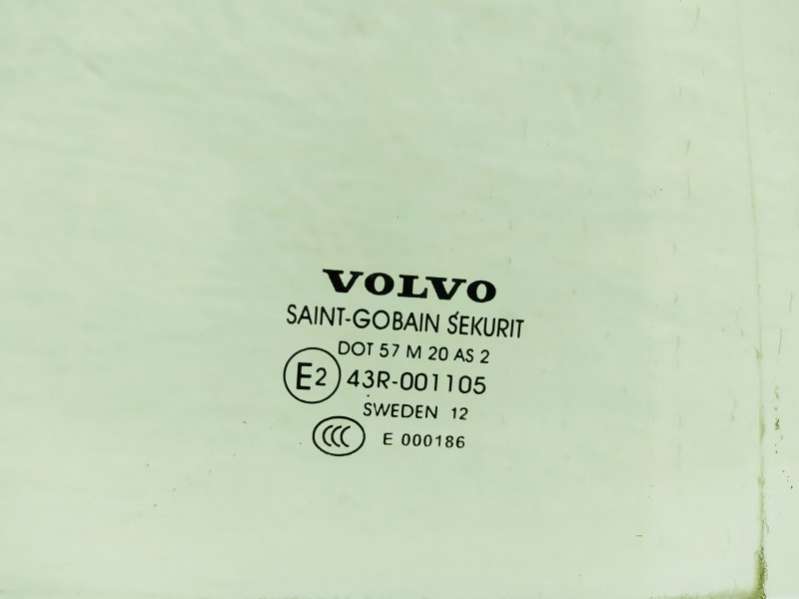 VOLVO
SAINT-GOBAIN SEKURIT
DOT 57 M 20 AS 2
E2 43R-001105
SWEDEN 12
CCC E 000186